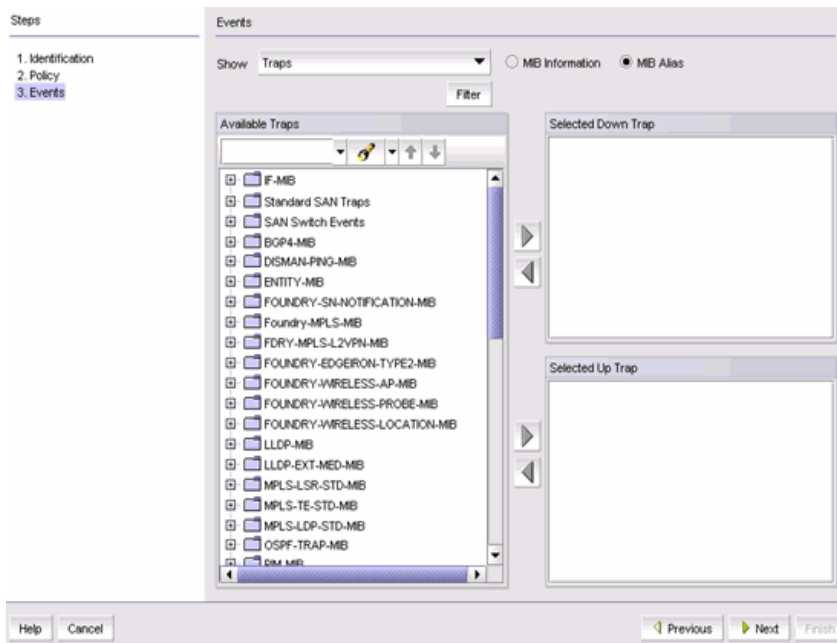 Steps
1. Identification
2. Policy
3. Events
Events
Show Traps MIB Information MIB Alias
Filter
Available Traps
IF-MIB
Standard SAN Traps
SAN Switch Events
BGP4-MIB
DISMAN-PING-MIB
ENTITY-MIB
FOUNDRY-SN-NOTIFICATION-MIB
Foundry-MPLS-MIB
FDRY-MPLS-L2VPN-MIB
FOUNDRY-EDGEIRON-TYPE2-MIB
FOUNDRY-WIRELESS-AP-MIB
FOUNDRY-WIRELESS-PROBE-MIB
FOUNDRY-WIRELESS-LOCATION-MIB
LLDP-MIB
LLDP-EXT-MED-MIB
MPLS-LSR-STD-MIB
MPLS-TE-STD-MIB
MPLS-LDP-STD-MIB
OSPF-TRAP-MIB
PIM-MIB
Selected Down Trap
Selected Up Trap
Help Cancel Previous Next Finish